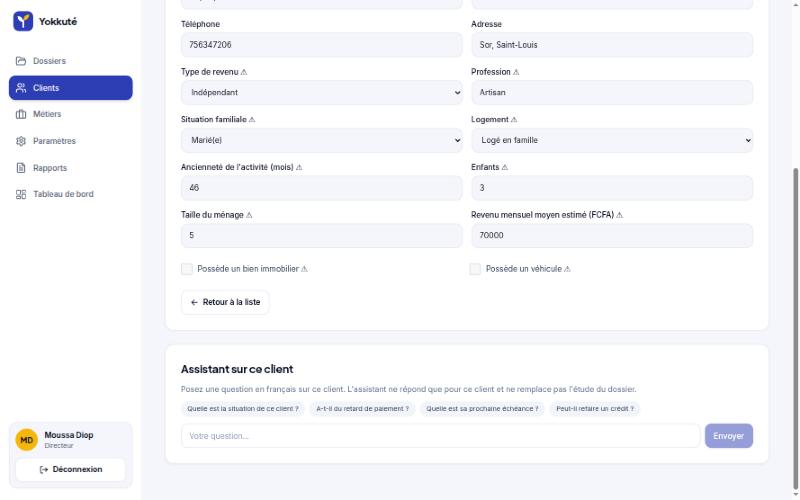 Yokkuté
Dossiers
Clients
Métiers
Paramètres
Rapports
Tableau de bord
MD
Moussa Diop
Directeur
Déconnexion
Téléphone
Adresse
756347206
Sor, Saint-Louis
Type de revenu ⚠
Profession ⚠
Indépendant
Artisan
Situation familiale ⚠
Logement ⚠
Marié(e)
Logé en famille
Ancienneté de l'activité (mois) ⚠
Enfants ⚠
46
3
Taille du ménage ⚠
Revenu mensuel moyen estimé (FCFA) ⚠
5
70000
Possède un bien immobilier ⚠
Possède un véhicule ⚠
← Retour à la liste
Assistant sur ce client
Posez une question en français sur ce client. L'assistant ne répond que pour ce client et ne remplace pas l'étude du dossier.
Quelle est la situation de ce client ?
A-t-il du retard de paiement ?
Quelle est sa prochaine échéance ?
Peut-il refaire un crédit ?
Votre question...
Envoyer